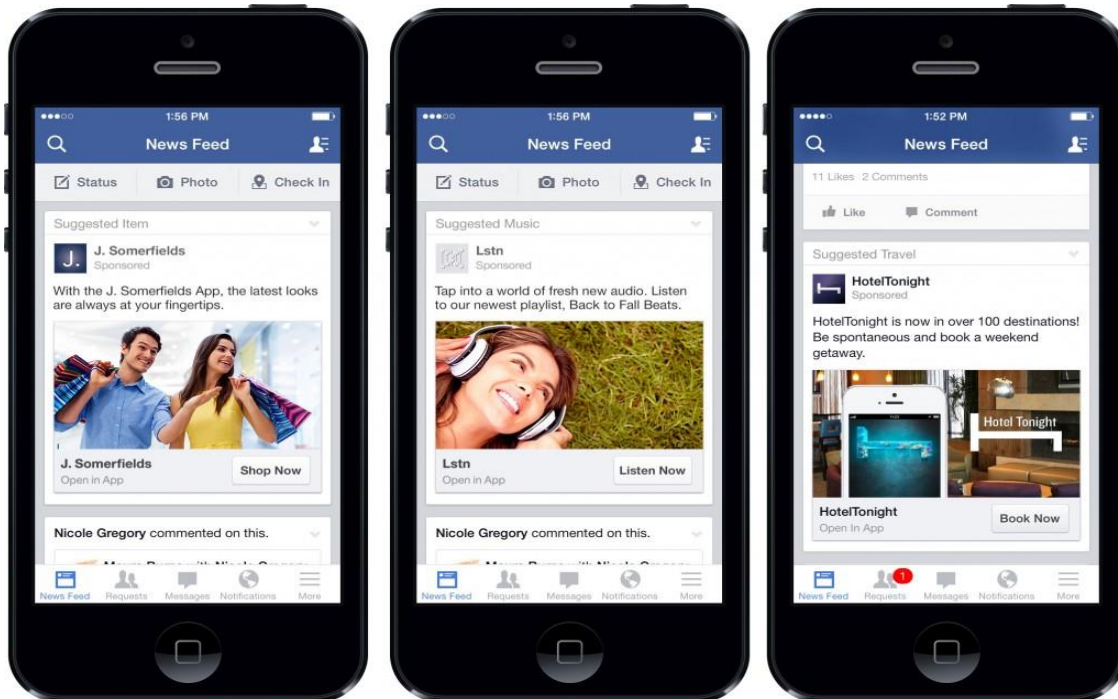 1:56 PM
News Feed
Status Photo Check In
Suggested Item
J. J. Somerfields
Sponsored
With the J. Somerfields App, the latest looks
are always at your fingertips.
J. Somerfields
Open in App
Shop Now
Nicole Gregory commented on this.
News Feed Requests Messages Notifications More
1:56 PM
News Feed
Status Photo Check In
Suggested Music
Lstn
Sponsored
Tap into a world of fresh new audio. Listen
to our newest playlist, Back to Fall Beats.
Lstn
Open in App
Listen Now
Nicole Gregory commented on this.
News Feed Requests Messages Notifications More
1:52 PM
News Feed
11 Likes 2 Comments
Like Comment
Suggested Travel
HotelTonight
Sponsored
HotelTonight is now in over 100 destinations!
Be spontaneous and book a weekend
getaway.
Hotel Tonight
HotelTonight
Open In App
Book Now
1
News Feed Requests Messages Notifications More